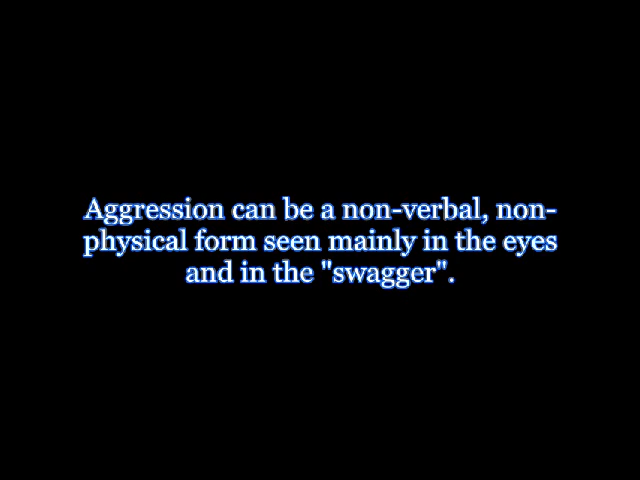 Aggression can be a non-verbal, non-
physical form seen mainly in the eyes
and in the "swagger".